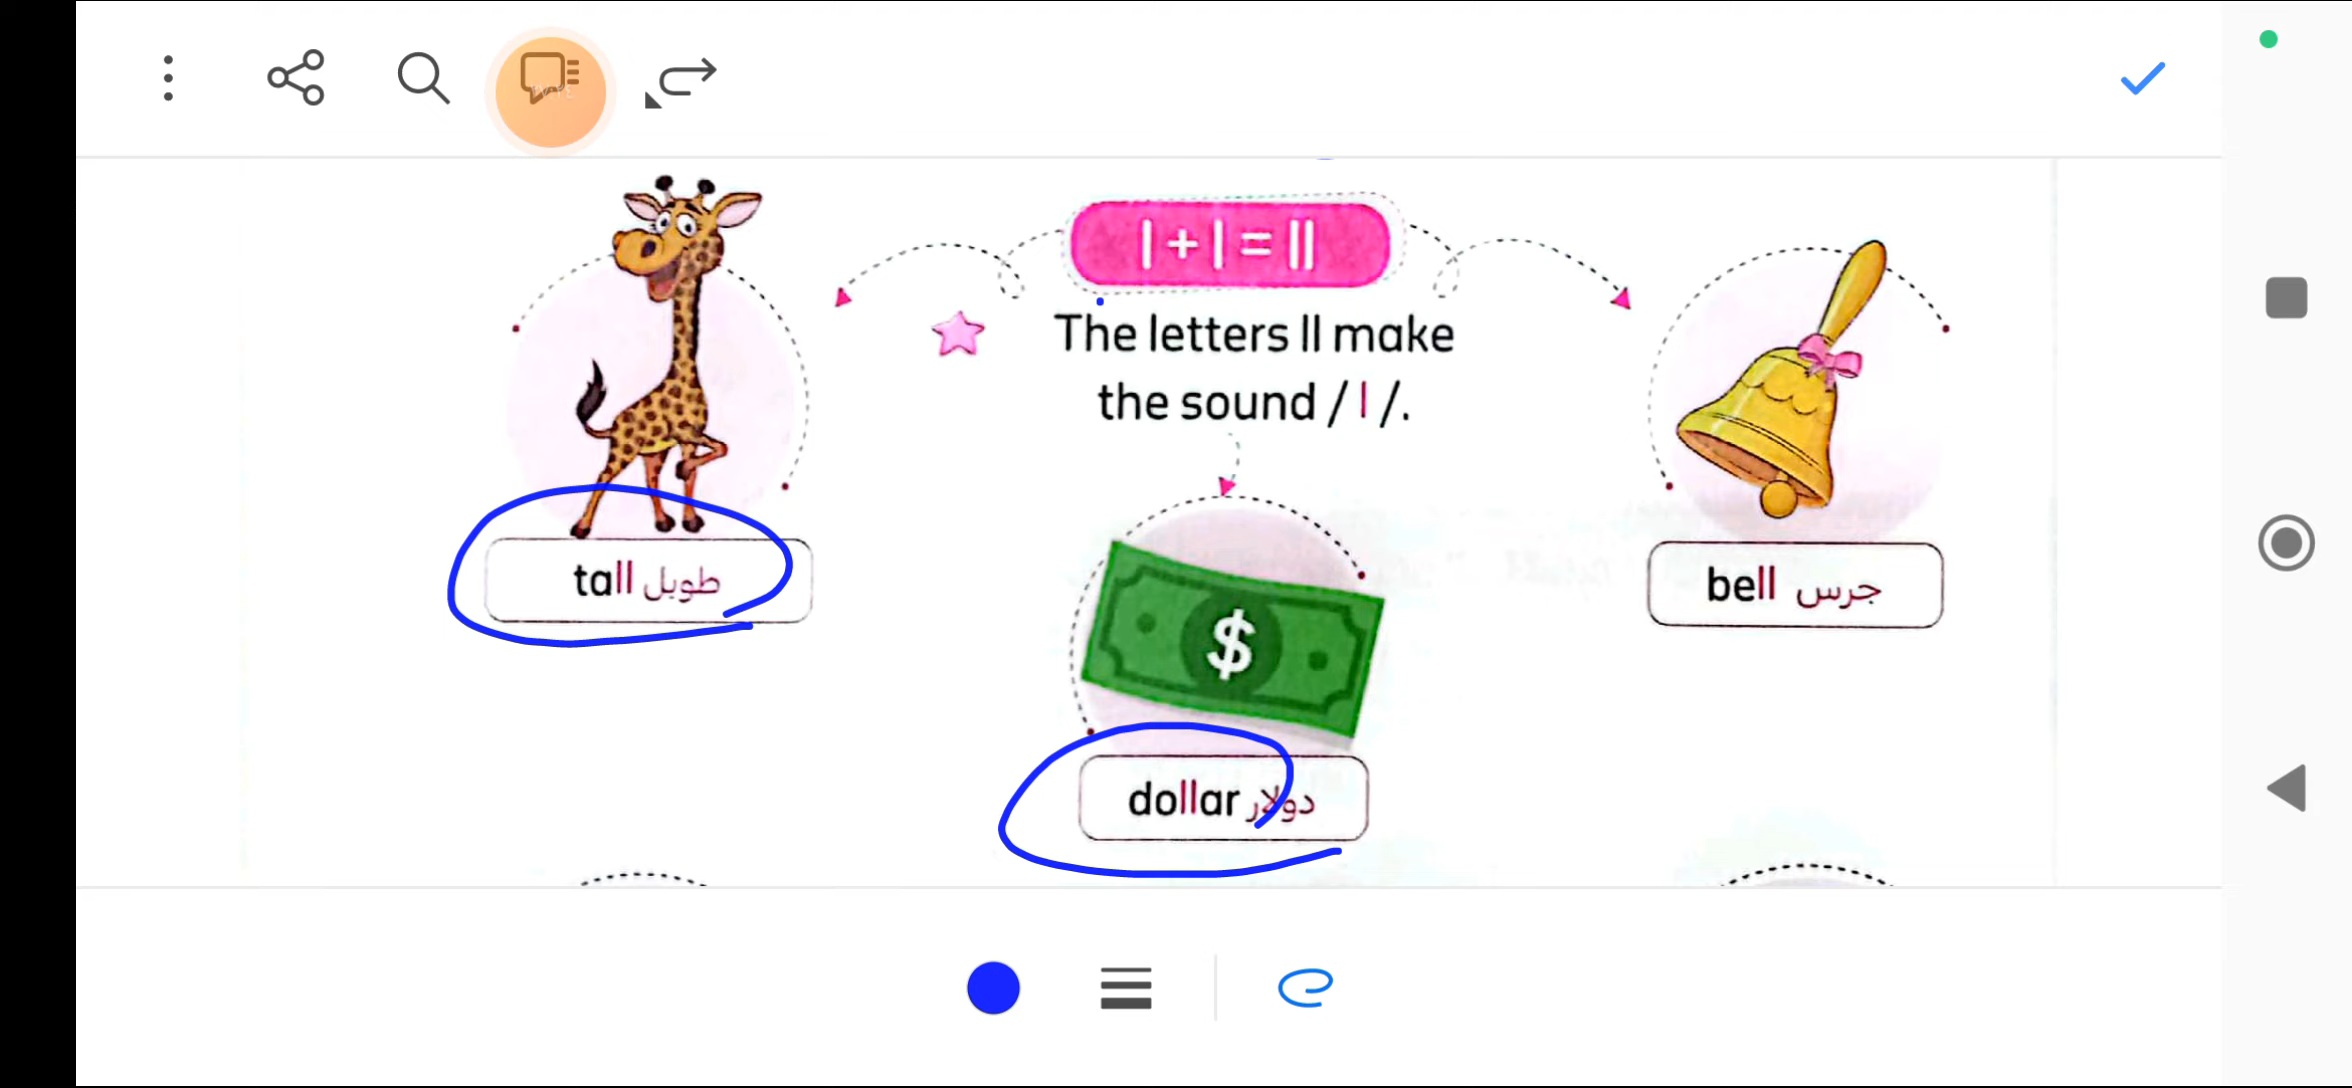 l + l = ll
The letters ll make
the sound / l /.
tall طويل
bell جرس
$
dollar دولار